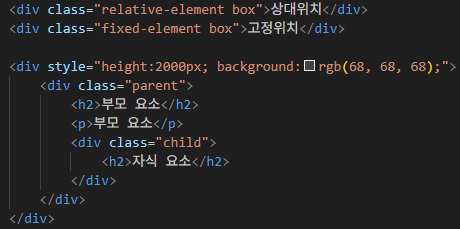 <div class="relative-element box">상대위치</div>
<div class="fixed-element box">고정위치</div>
<div style="height:2000px; background:rgb(68, 68, 68);">
<div class="parent">
<h2>부모 요소</h2>
<p>부모 요소</p>
<div class="child">
<h2>자식 요소</h2>
</div>
</div>
</div>